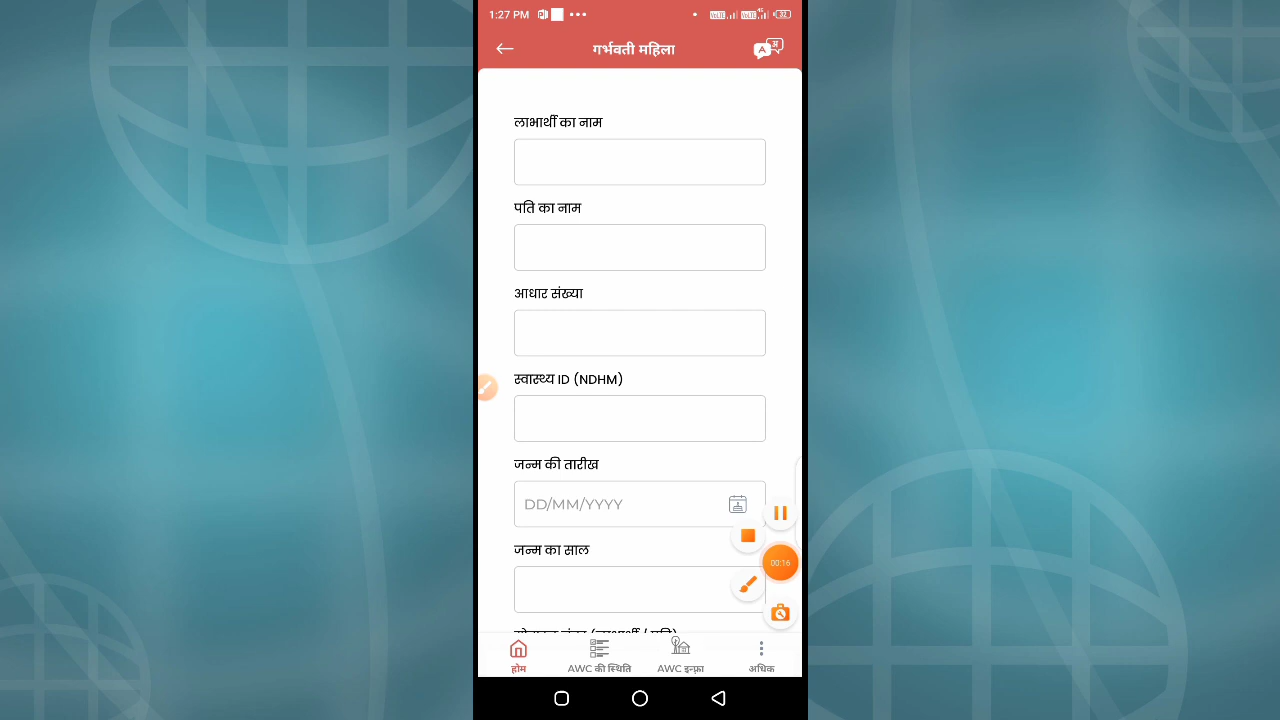 1:27 PM
गर्भवती महिला
लाभार्थी का नाम
पति का नाम
आधार संख्या
स्वास्थ्य ID (NDHM)
जन्म की तारीख
DD/MM/YYYY
जन्म का साल
00:16
होम
AWC की स्थिति
AWC इन्फ्रा
अधिक